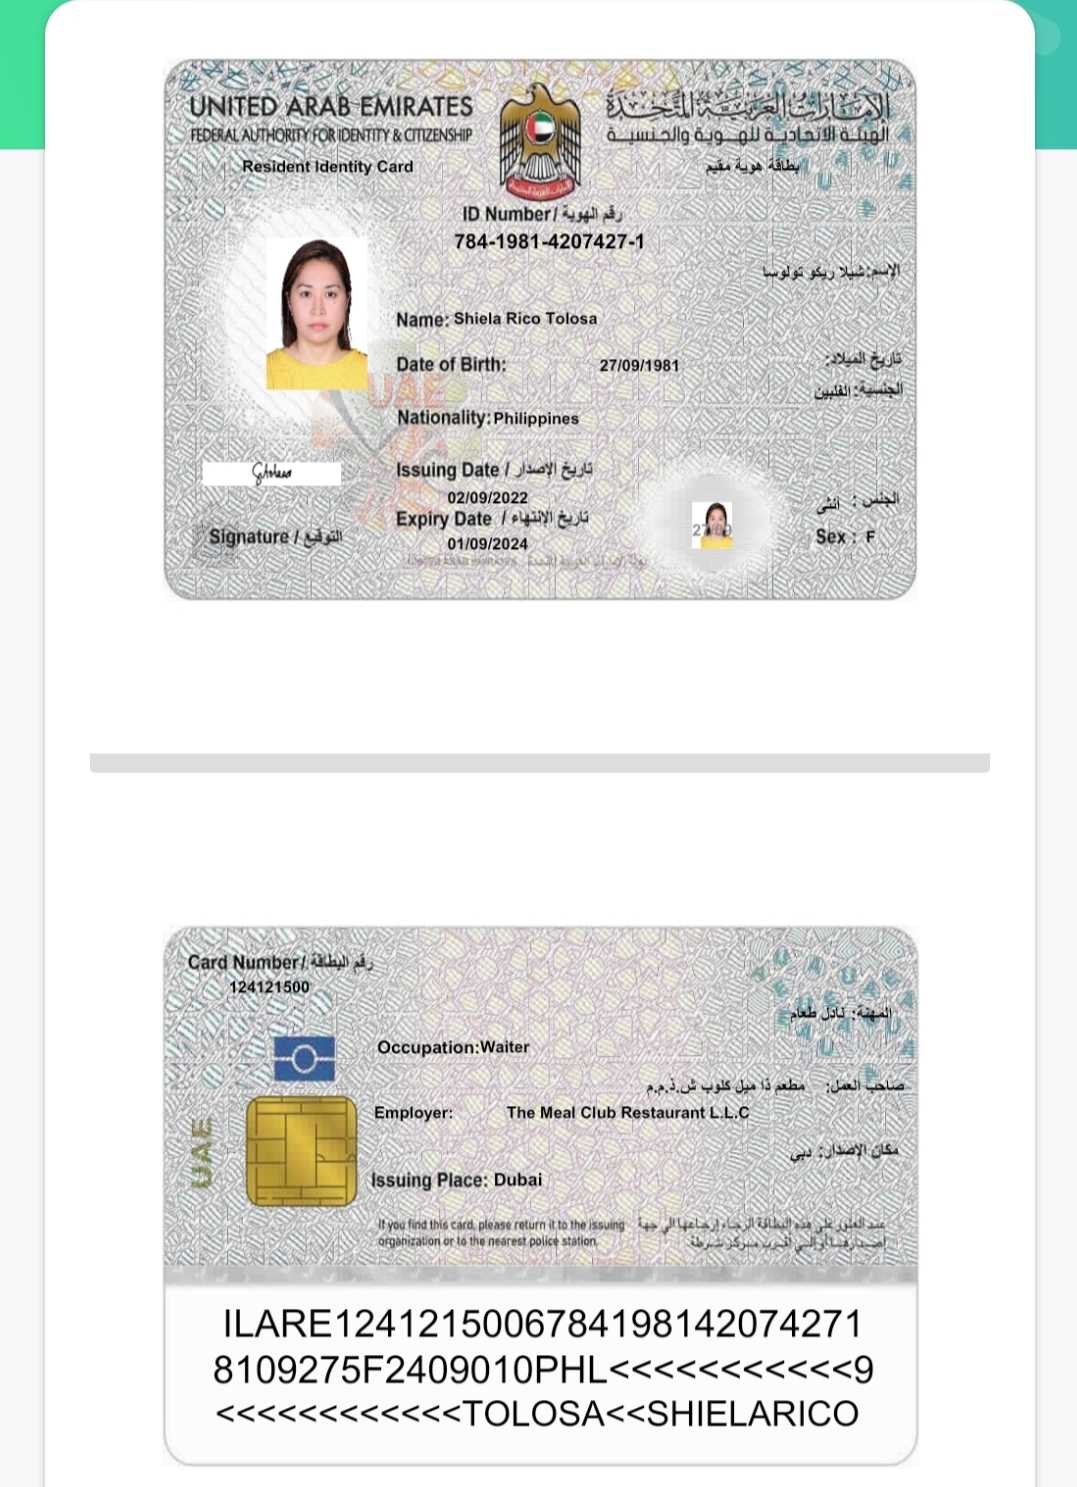 UNITED ARAB EMIRATES
الإمارات العربية المتحدة
FEDERAL AUTHORITY FOR IDENTITY & CITIZENSHIP
الهيئة الاتحادية للهوية والجنسية
Resident Identity Card
بطاقة هوية مقيم
ID Number / رقم الهوية
784-1981-4207427-1
الإسم: شيلا ريكو تولوسا
Name: Shiela Rico Tolosa
Date of Birth: 27/09/1981 تاريخ الميلاد:
الجنسية: الفلبين
UAE
Nationality: Philippines
Issuing Date / تاريخ الإصدار
02/09/2022
الجنس : أنثى
Expiry Date / تاريخ الانتهاء
01/09/2024
Signature / التوقيع
Sex : F
Card Number / رقم البطاقة
124121500
المهنة: نادل طعام
Occupation: Waiter
صاحب العمل: مطعم ذا ميل كلوب ش.ذ.م.م
Employer: The Meal Club Restaurant L.L.C
UAE
مكان الاصدار: دبي
Issuing Place: Dubai
If you find this card, please return it to the issuing
organization or to the nearest police station.
عند العثور على هذه البطاقة الرجاء إرجاعها الى جهة
اصدارها أو إلى أقرب مركز شرطة
ILARE1241215006784198142074271
8109275F2409010PHL<<<<<<<<<<<9
<<<<<<<<<<<<TOLOSA<<SHIELARICO